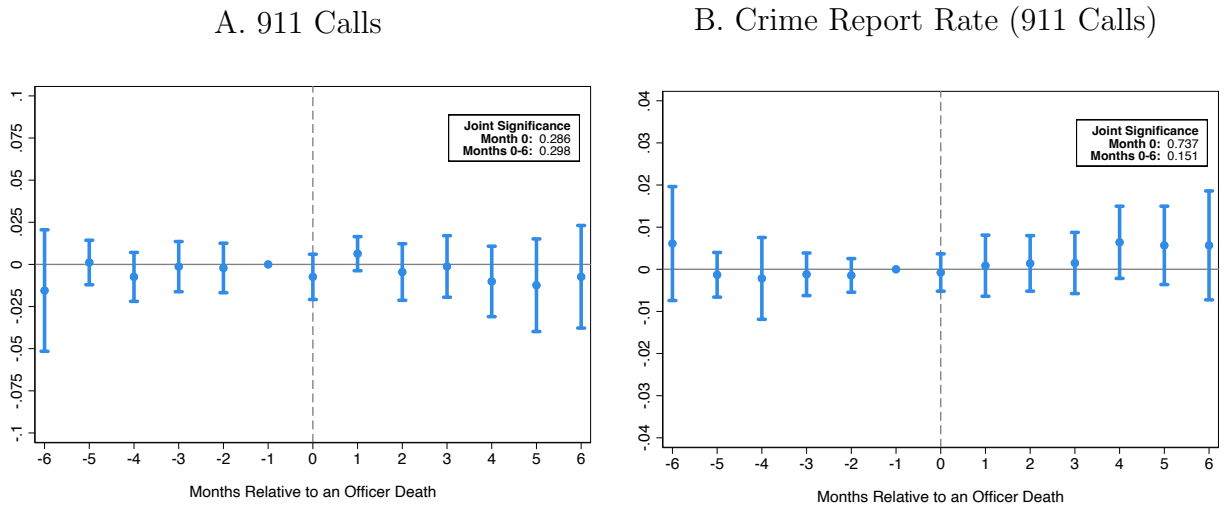 A. 911 Calls
.1
.075
.05
.025
0
-.025
-.05
-.075
-.1
Joint Significance
Month 0: 0.286
Months 0-6: 0.298
-6 -5 -4 -3 -2 -1 0 1 2 3 4 5 6
Months Relative to an Officer Death
B. Crime Report Rate (911 Calls)
.04
.03
.02
.01
0
-.01
-.02
-.03
-.04
Joint Significance
Month 0: 0.737
Months 0-6: 0.151
-6 -5 -4 -3 -2 -1 0 1 2 3 4 5 6
Months Relative to an Officer Death